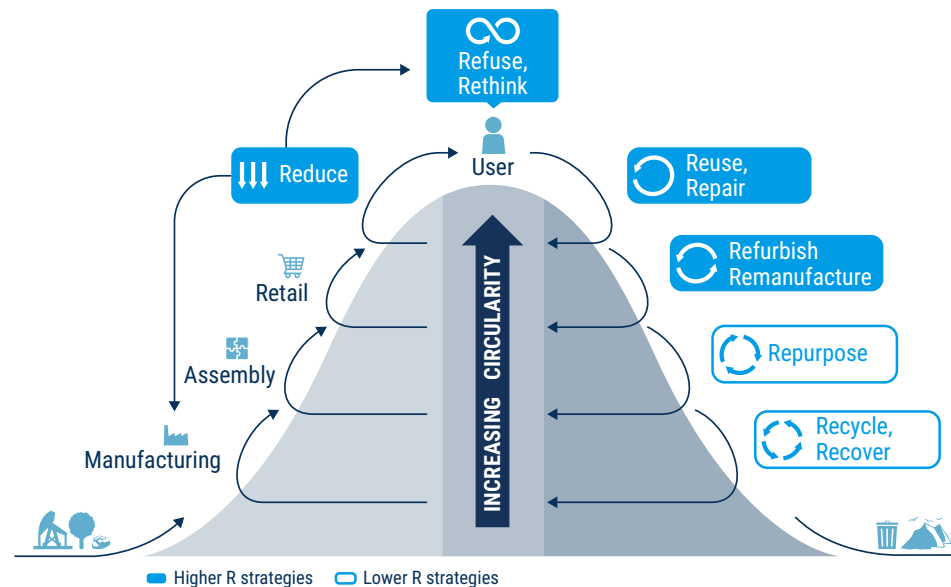 Refuse,
Rethink
User
Reduce
Reuse,
Repair
Refurbish
Remanufacture
Retail
Repurpose
Assembly
Recycle,
Recover
Manufacturing
INCREASING CIRCULARITY
Higher R strategies
Lower R strategies